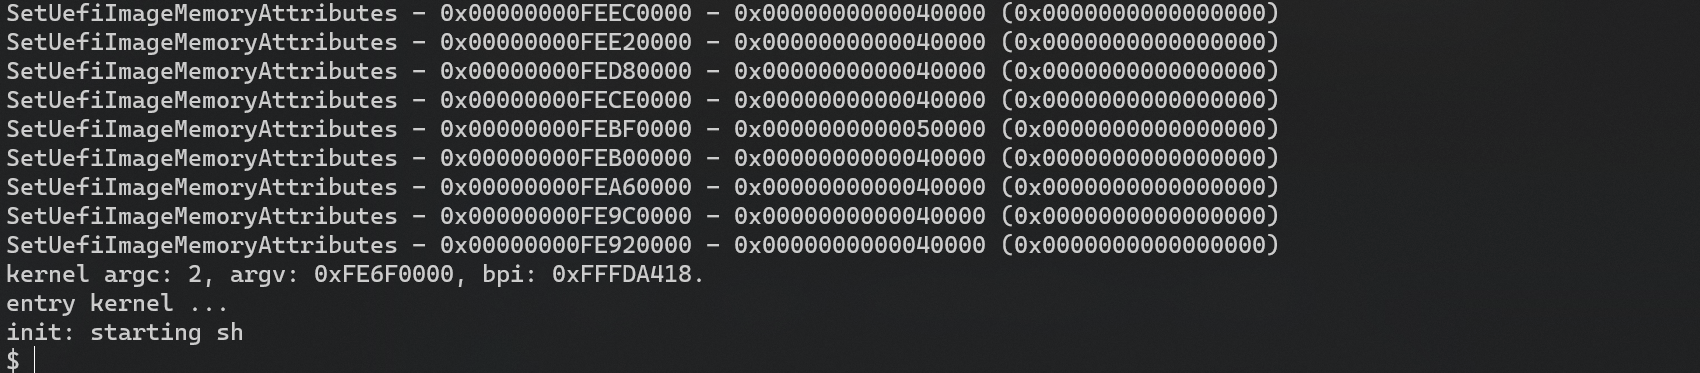 SetUefiImageMemoryAttributes - 0x00000000FEEC0000 - 0x0000000000040000 (0x0000000000000000)
SetUefiImageMemoryAttributes - 0x00000000FEE20000 - 0x0000000000040000 (0x0000000000000000)
SetUefiImageMemoryAttributes - 0x00000000FED80000 - 0x0000000000040000 (0x0000000000000000)
SetUefiImageMemoryAttributes - 0x00000000FECE0000 - 0x0000000000040000 (0x0000000000000000)
SetUefiImageMemoryAttributes - 0x00000000FEBF0000 - 0x0000000000050000 (0x0000000000000000)
SetUefiImageMemoryAttributes - 0x00000000FEB00000 - 0x0000000000040000 (0x0000000000000000)
SetUefiImageMemoryAttributes - 0x00000000FEA60000 - 0x0000000000040000 (0x0000000000000000)
SetUefiImageMemoryAttributes - 0x00000000FE9C0000 - 0x0000000000040000 (0x0000000000000000)
SetUefiImageMemoryAttributes - 0x00000000FE920000 - 0x0000000000040000 (0x0000000000000000)
kernel argc: 2, argv: 0xFE6F0000, bpi: 0xFFFDA418.
entry kernel ...
init: starting sh
$